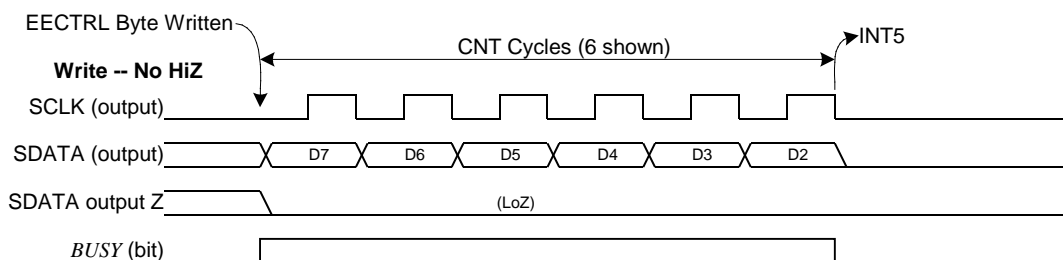 EECTRL Byte Written
CNT Cycles (6 shown)
INT5
Write -- No HiZ
SCLK (output)
SDATA (output)
D7 D6 D5 D4 D3 D2
SDATA output Z
(LoZ)
BUSY (bit)